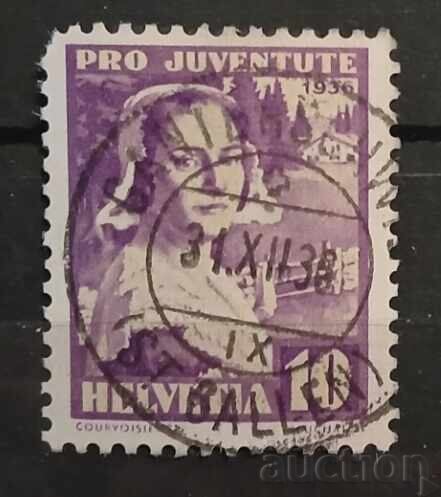 PRO JUVENTUTE
1936
31.XII.38
IX
(ST. GALLEN)
HELVETIA 10
COURVOISIER
auction